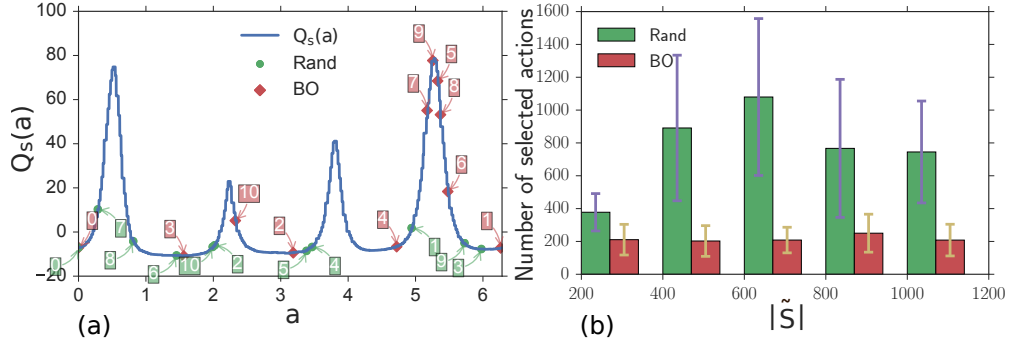 100
80
60
40
20
0
−20
Qs(a)
Qs(a)
Rand
BO
9
5
7
8
6
10
4
3
2
1
0
0
7
8
6
10
2
5
4
1
9
3
0 1 2 3 4 5 6
a
(a)
1600
1400
1200
1000
800
600
400
200
0
Number of selected actions
Rand
BO
200 400 600 800 1000 1200
|S̃|
(b)